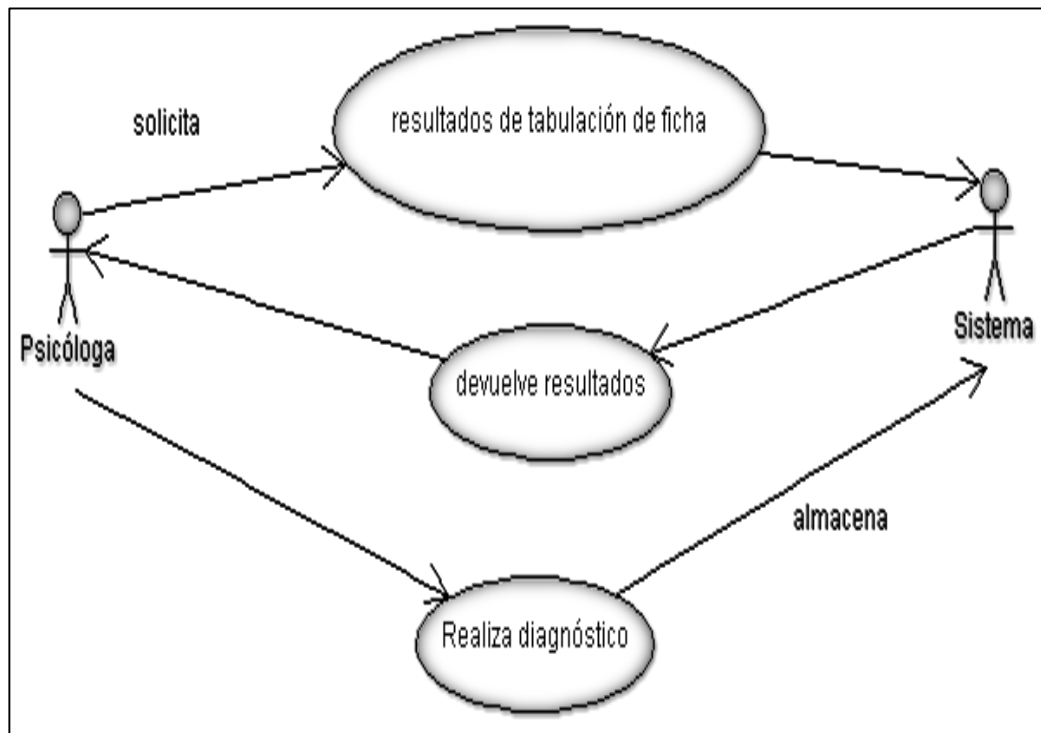 solicita
resultados de tabulación de ficha
Psicóloga
Sistema
devuelve resultados
almacena
Realiza diagnóstico